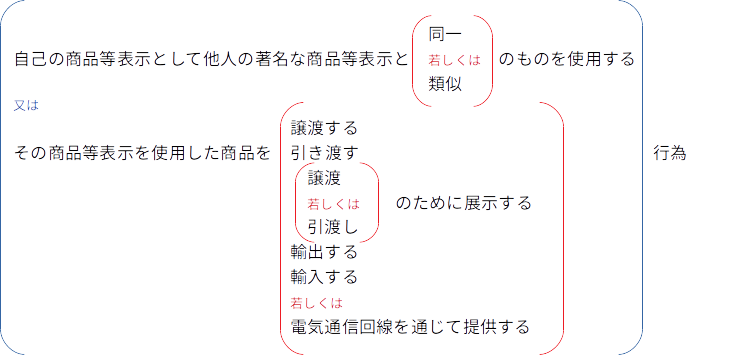 同一
自己の商品等表示として他人の著名な商品等表示と 若しくは のものを使用する
類似
又は
譲渡する
その商品等表示を使用した商品を 引き渡す 行為
譲渡
若しくは のために展示する
引渡し
輸出する
輸入する
若しくは
電気通信回線を通じて提供する